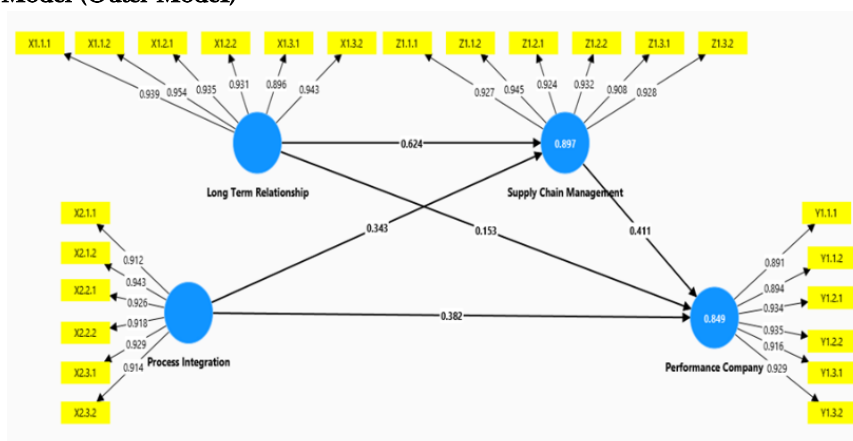 Model (Outer Model)
X1.1.1 X1.1.2 X1.2.1 X1.2.2 X1.3.1 X1.3.2 Z1.1.1 Z1.1.2 Z1.2.1 Z1.2.2 Z1.3.1 Z1.3.2
0.939 0.954 0.935 0.931 0.896 0.943 0.927 0.945 0.924 0.932 0.908 0.928
0.624
0.897
Long Term Relationship
Supply Chain Management
0.343
0.153
0.411
X2.1.1
0.912
X2.1.2
0.943
X2.2.1
0.926
X2.2.2
0.918
0.929
X2.3.1
0.914
X2.3.2
Process Integration
0.382
0.849
Performance Company
Y1.1.1
0.891
Y1.1.2
0.894
Y1.2.1
0.934
0.935
Y1.2.2
0.916
Y1.3.1
0.929
Y1.3.2